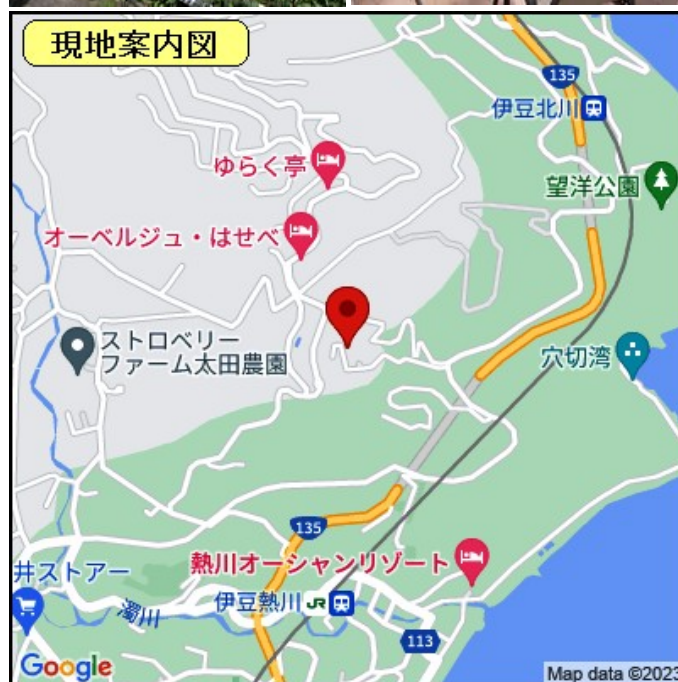 現地案内図
135
伊豆北川
ゆらく亭
望洋公園
オーベルジュ・はせべ
ストロベリー
ファーム太田農園
穴切湾
135
熱川オーシャンリゾート
井ストアー
濁川
伊豆熱川 JR
113
Google
Map data ©2023